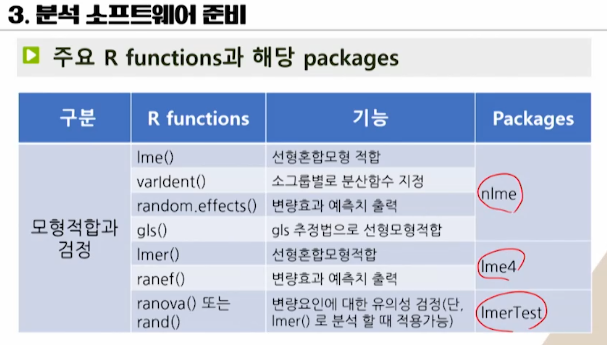 3. 분석 소프트웨어 준비
주요 R functions과 해당 packages
구분 R functions 기능 Packages
모형적합과 검정
lme() 선형혼합모형 적합
varIdent() 소그룹별로 분산함수 지정
random.effects() 변량효과 예측치 출력
gls() gls 추정법으로 선형모형적합
nlme
lmer() 선형혼합모형적합
ranef() 변량효과 예측치 출력
lme4
ranova() 또는
rand()
변량요인에 대한 유의성 검정(단,
lmer() 로 분석 할 때 적용가능)
lmerTest